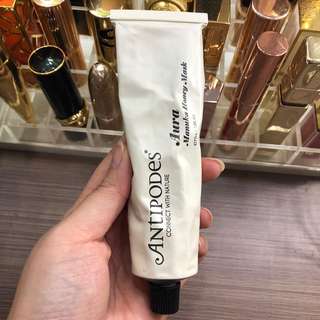 Aura
Manuka Honey Mask
ANTIPODES
CONNECT WITH NATURE